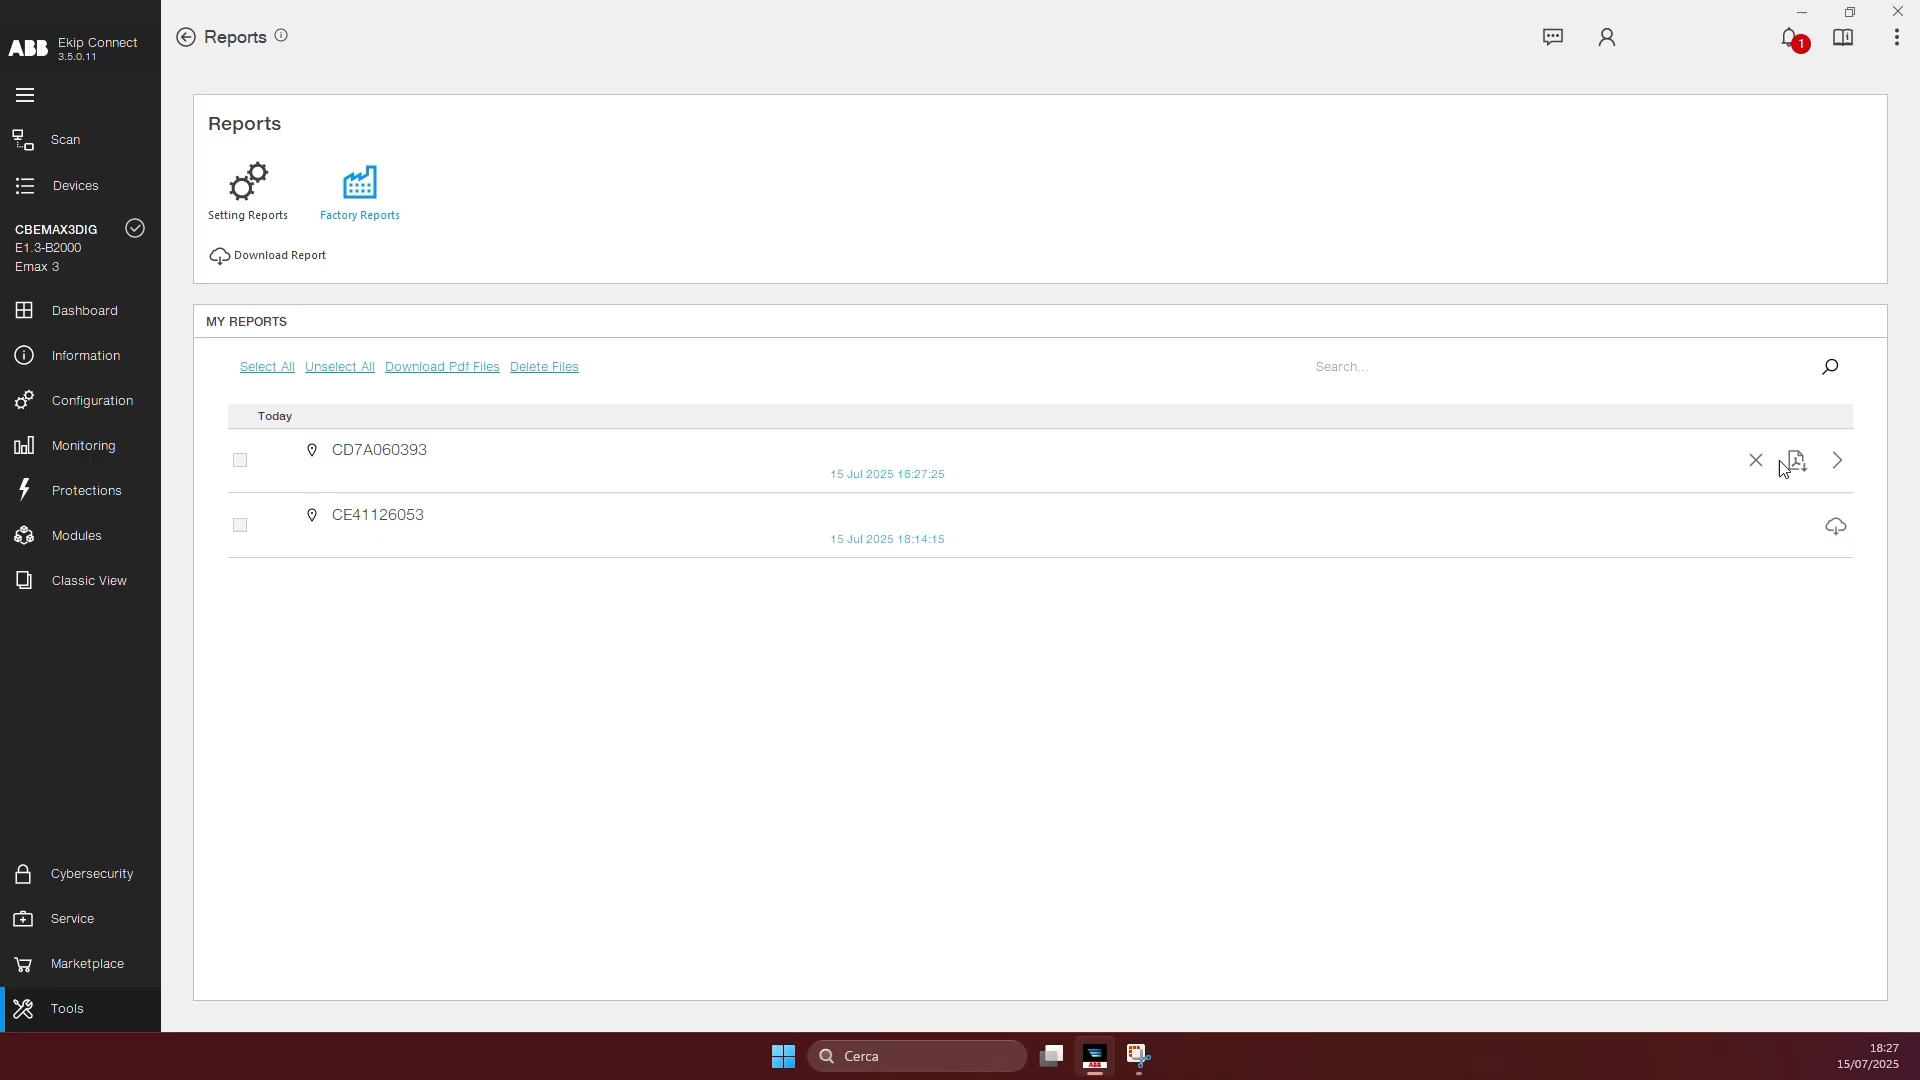 ABB Ekip Connect
3.5.0.11
Reports
1
Scan
Devices
CBEMAX3DIG
E1.3-B2000
Emax 3
Dashboard
Information
Configuration
Monitoring
Protections
Modules
Classic View
Cybersecurity
Service
Marketplace
Tools
Reports
Setting Reports
Factory Reports
Download Report
MY REPORTS
Select All Unselect All Download Pdf Files Delete Files Search...
Today
CD7A060393
15 Jul 2025 18:27:25
CE41126053
15 Jul 2025 18:14:15
Cerca
ABB
18:27
15/07/2025